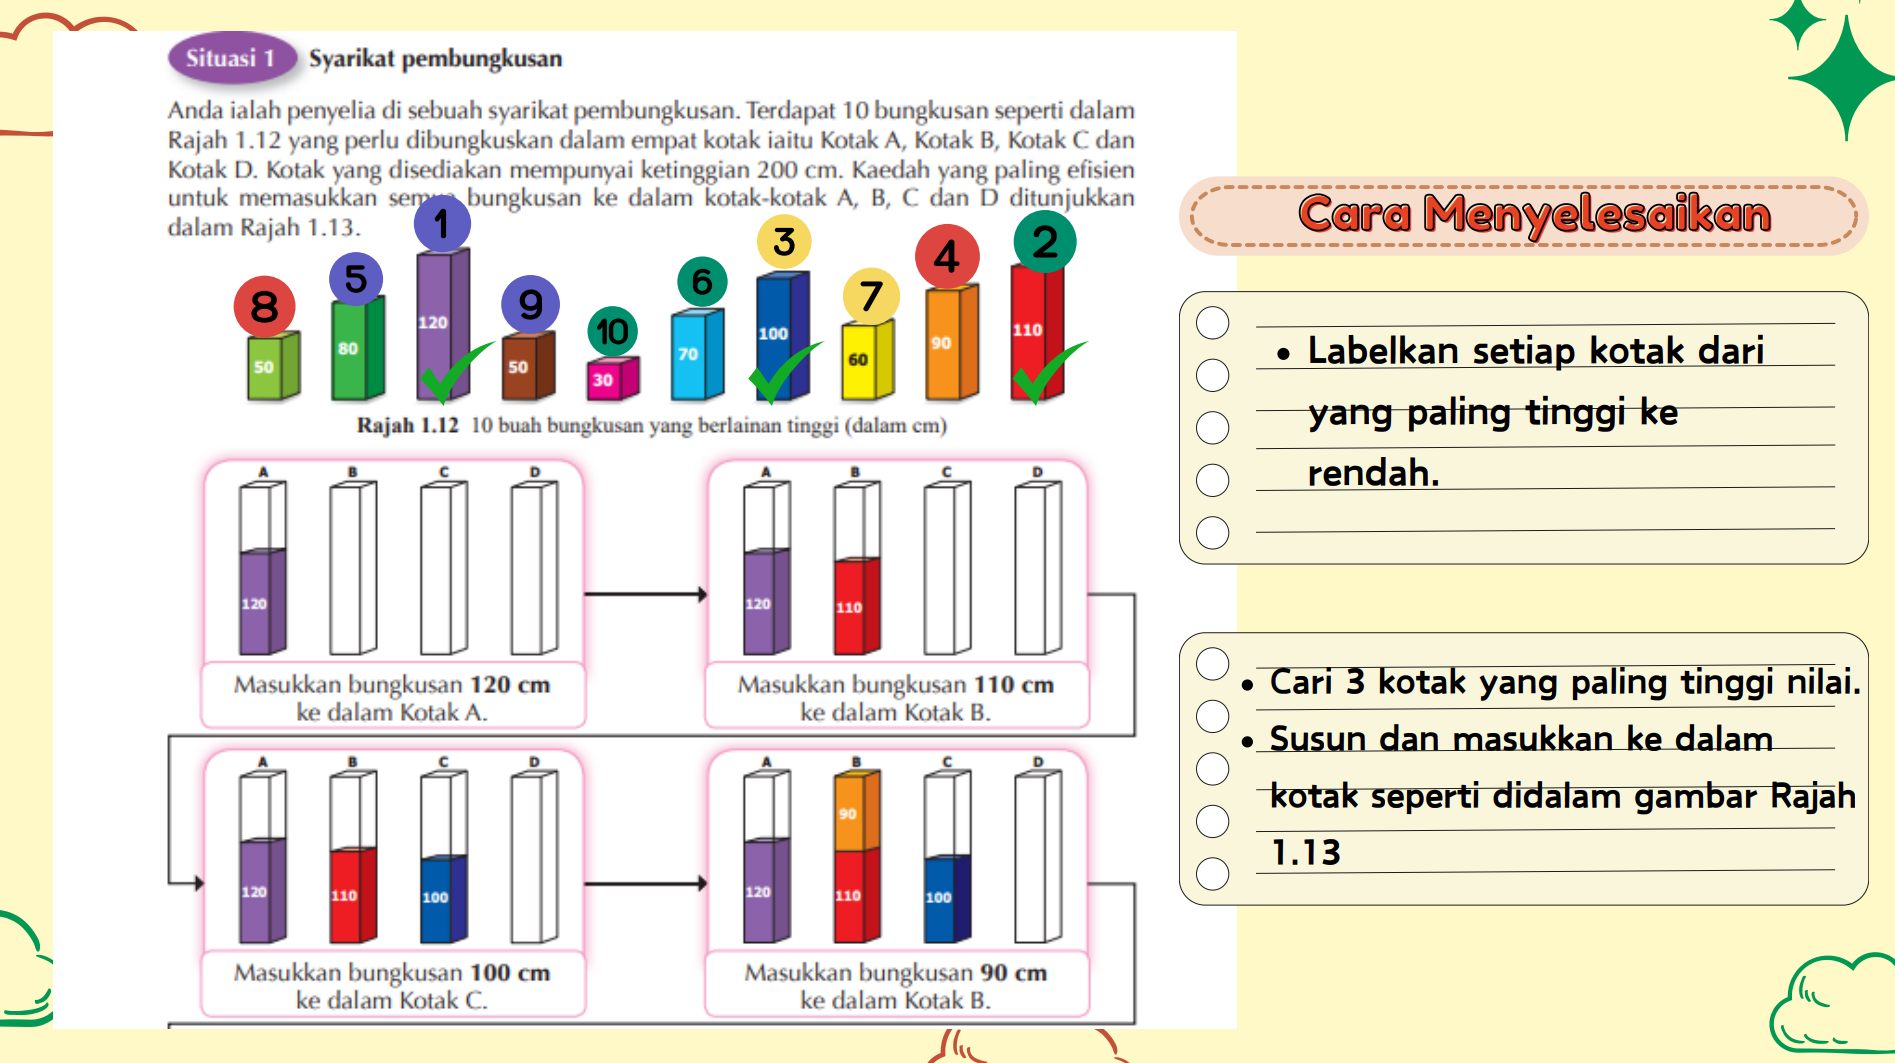 Situasi 1 Syarikat pembungkusan
Anda ialah penyelia di sebuah syarikat pembungkusan. Terdapat 10 bungkusan seperti dalam
Rajah 1.12 yang perlu dibungkuskan dalam empat kotak iaitu Kotak A, Kotak B, Kotak C dan
Kotak D. Kotak yang disediakan mempunyai ketinggian 200 cm. Kaedah yang paling efisien
untuk memasukkan bungkusan ke dalam kotak-kotak A, B, C dan D ditunjukkan
dalam Rajah 1.13.
8 5 1 9 10 6 3 7 4 2
50 80 120 50 30 70 100 60 90 110
Rajah 1.12 10 buah bungkusan yang berlainan tinggi (dalam cm)
A B C D
120
Masukkan bungkusan 120 cm
ke dalam Kotak A.
A B C D
120 110
Masukkan bungkusan 110 cm
ke dalam Kotak B.
A B C D
120 110 100
Masukkan bungkusan 100 cm
ke dalam Kotak C.
A B C D
90
120 110 100
Masukkan bungkusan 90 cm
ke dalam Kotak B.
Cara Menyelesaikan
• Labelkan setiap kotak dari
yang paling tinggi ke
rendah.
• Cari 3 kotak yang paling tinggi nilai.
• Susun dan masukkan ke dalam
kotak seperti didalam gambar Rajah
1.13